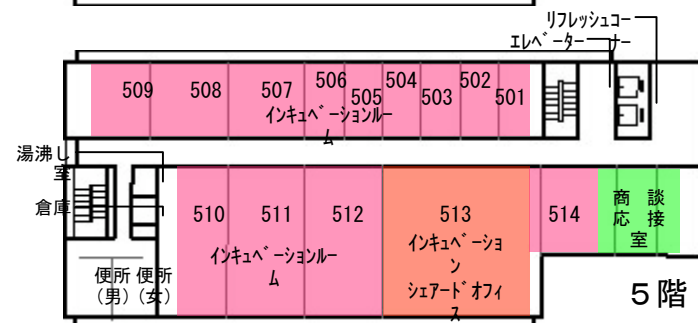 リフレッシュコー
ナー
エレベーター
509
508
507
506
505
504
503
502
501
インキュベーションルー
ム
湯沸し
室
倉庫
510
511
512
インキュベーションルー
ム
513
インキュベーショ
ン
シェアードオフィ
ス
514
商談
応接
室
便所
(男)
便所
(女)
5階